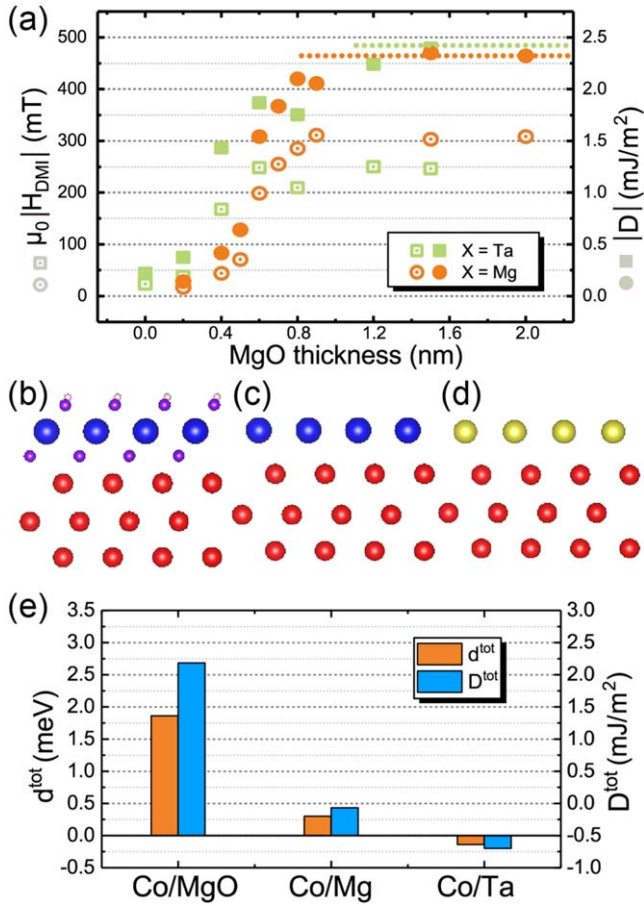 (a)
500
400
300
200
100
0
μ0|HDMI| (mT)
2.5
2.0
1.5
1.0
0.5
0.0
|D| (mJ/m²)
X = Ta
X = Mg
0.0 0.4 0.8 1.2 1.6 2.0
MgO thickness (nm)
(b) (c) (d)
(e)
3.5
3.0
2.5
2.0
1.5
1.0
0.5
0.0
-0.5
dᵗᵒᵗ (meV)
dᵗᵒᵗ
Dᵗᵒᵗ
3.0
2.5
2.0
1.5
1.0
0.5
0.0
-0.5
-1.0
Dᵗᵒᵗ (mJ/m²)
Co/MgO Co/Mg Co/Ta